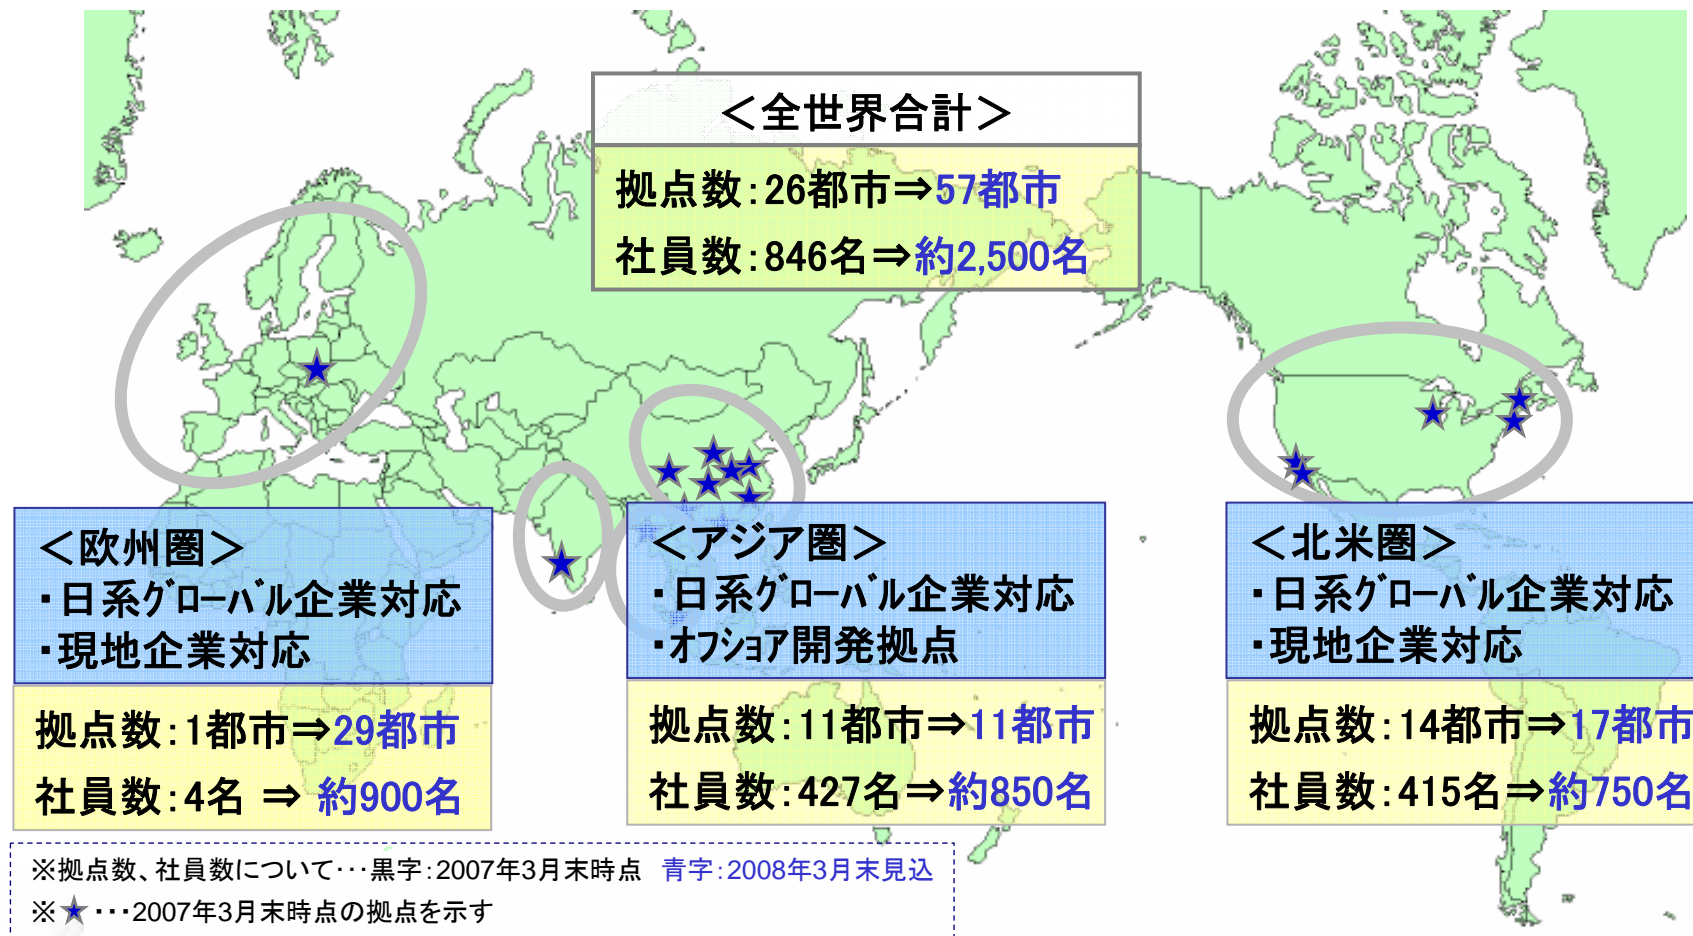 ＜全世界合計＞
拠点数：26都市⇒57都市
社員数：846名⇒約2,500名
＜欧州圏＞
・日系ｸﾞﾛｰﾊﾞﾙ企業対応
・現地企業対応
拠点数：1都市⇒29都市
社員数：4名 ⇒ 約900名
＜アジア圏＞
・日系ｸﾞﾛｰﾊﾞﾙ企業対応
・ｵﾌｼｮｱ開発拠点
拠点数：11都市⇒11都市
社員数：427名⇒約850名
＜北米圏＞
・日系ｸﾞﾛｰﾊﾞﾙ企業対応
・現地企業対応
拠点数：14都市⇒17都市
社員数：415名⇒約750名
※拠点数、社員数について･･･黒字：2007年3月末時点　青字：2008年3月末見込
※★･･･2007年3月末時点の拠点を示す